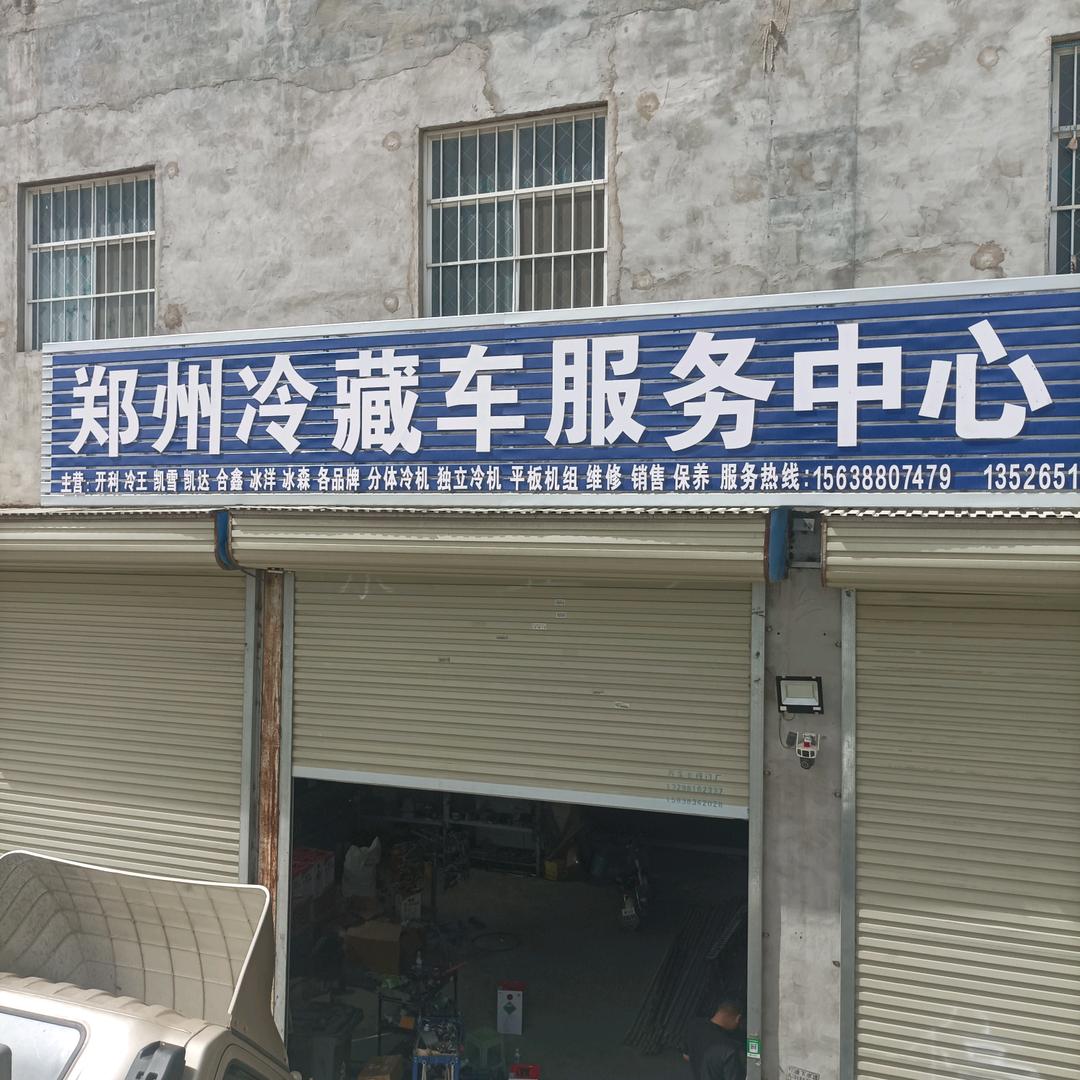 郑州冷藏车服务中心
主营:开利 冷王 凯雪 凯达 合鑫 冰洋 冰森 各品牌 分体冷机 独立冷机 平板机组 维修 销售 保养 服务热线:15638807479 1352651